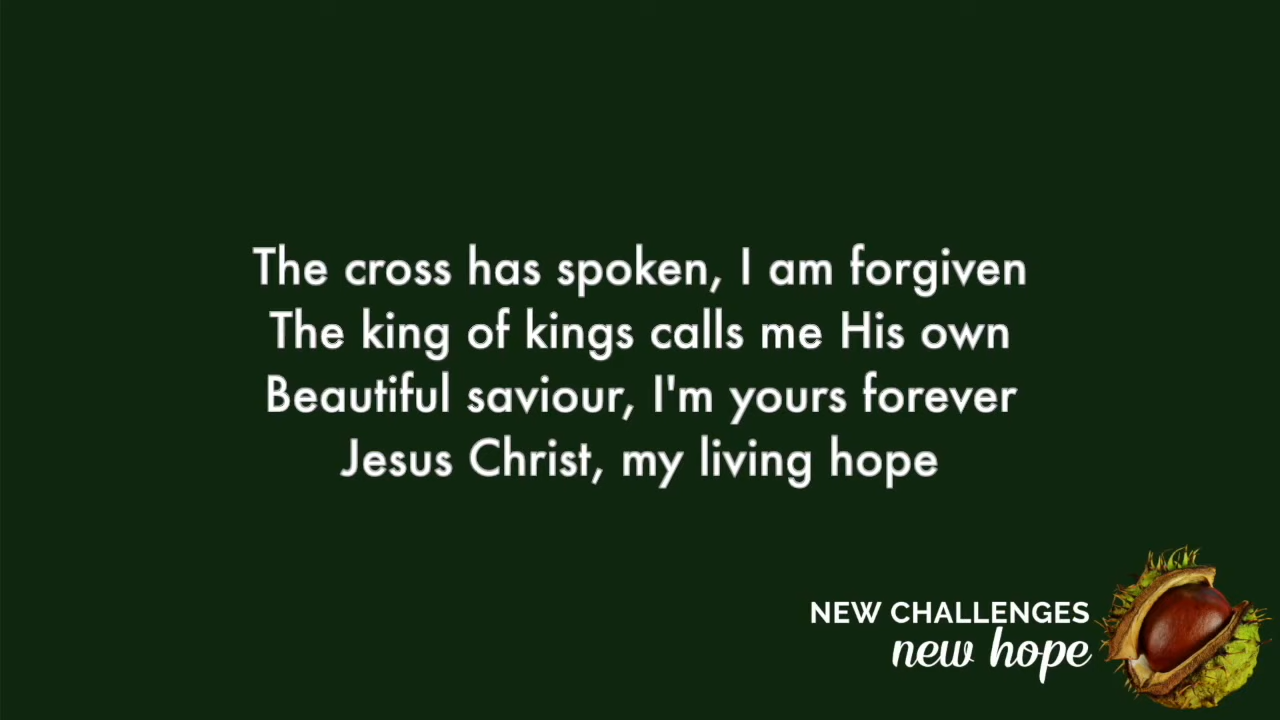 The cross has spoken, I am forgiven
The king of kings calls me His own
Beautiful saviour, I'm yours forever
Jesus Christ, my living hope
NEW CHALLENGES
new hope